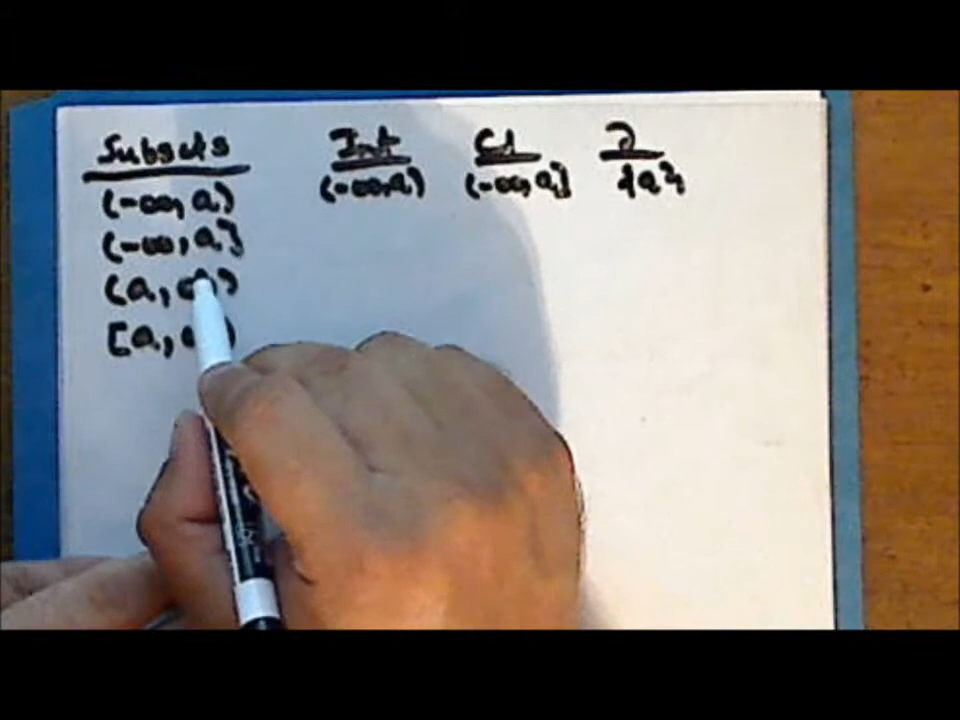 Subsets Int Cl ∂
(-∞, a) (-∞, a) (-∞, a] {a}
(-∞, a]
(a, ∞)
[a, ∞)